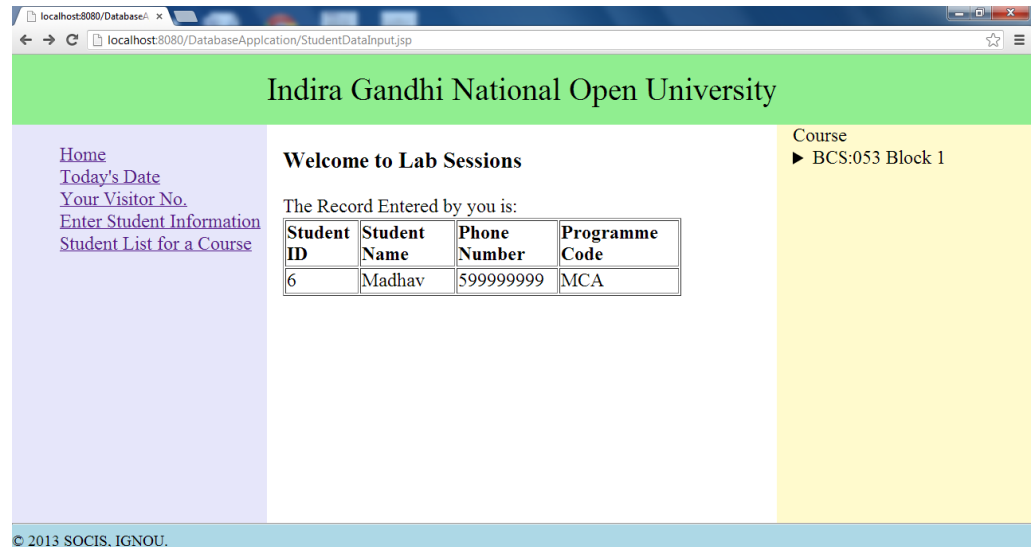 localhost:8080/DatabaseA
localhost:8080/DatabaseApplcation/StudentDataInput.jsp
Indira Gandhi National Open University
Home
Today's Date
Your Visitor No.
Enter Student Information
Student List for a Course
Welcome to Lab Sessions
The Record Entered by you is:
Student ID Student Name Phone Number Programme Code
6 Madhav 599999999 MCA
Course
BCS:053 Block 1
© 2013 SOCIS, IGNOU.